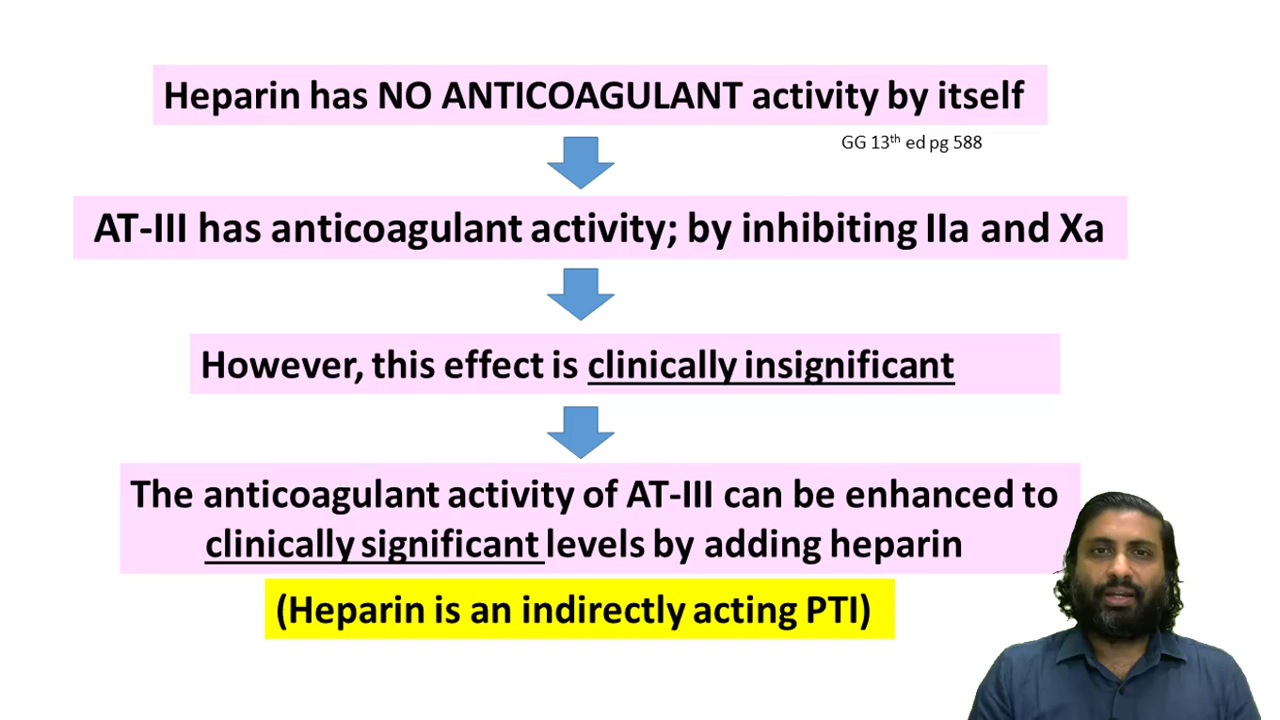 Heparin has NO ANTICOAGULANT activity by itself
GG 13th ed pg 588
AT-III has anticoagulant activity; by inhibiting IIa and Xa
However, this effect is clinically insignificant
The anticoagulant activity of AT-III can be enhanced to
clinically significant levels by adding heparin
(Heparin is an indirectly acting PTI)